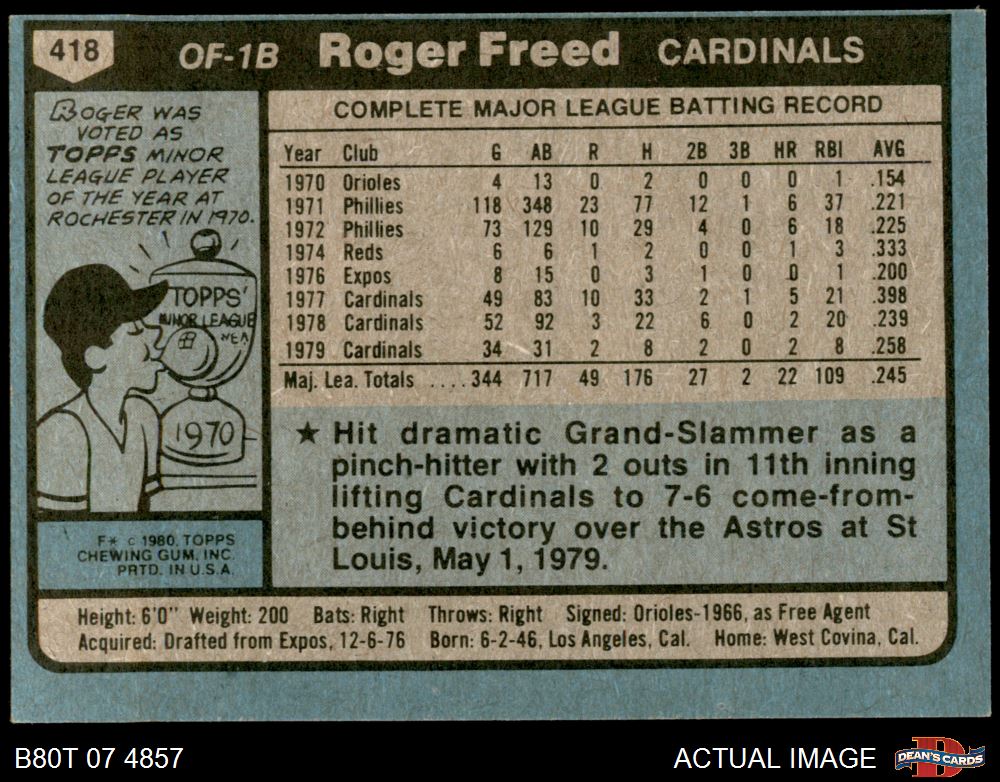 418 OF-1B Roger Freed CARDINALS
ROGER WAS
VOTED AS
TOPPS MINOR
LEAGUE PLAYER
OF THE YEAR AT
ROCHESTER IN 1970.
TOPPS'
MINOR LEAGUE
1970
F* © 1980, TOPPS
CHEWING GUM, INC.
PRTD. IN U.S.A.
COMPLETE MAJOR LEAGUE BATTING RECORD
Year Club G AB R H 2B 3B HR RBI AVG
1970 Orioles 4 13 0 2 0 0 0 1 .154
1971 Phillies 118 348 23 77 12 1 6 37 .221
1972 Phillies 73 129 10 29 4 0 6 18 .225
1974 Reds 6 6 1 2 0 0 1 3 .333
1976 Expos 8 15 0 3 1 0 0 1 .200
1977 Cardinals 49 83 10 33 2 1 5 21 .398
1978 Cardinals 52 92 3 22 6 0 2 20 .239
1979 Cardinals 34 31 2 8 2 0 2 8 .258
Maj. Lea. Totals ....344 717 49 176 27 2 22 109 .245
★ Hit dramatic Grand-Slammer as a
pinch-hitter with 2 outs in 11th inning
lifting Cardinals to 7-6 come-from-
behind victory over the Astros at St
Louis, May 1, 1979.
Height: 6'0" Weight: 200 Bats: Right Throws: Right Signed: Orioles-1966, as Free Agent
Acquired: Drafted from Expos, 12-6-76 Born: 6-2-46, Los Angeles, Cal. Home: West Covina, Cal.
B80T 07 4857 ACTUAL IMAGE D DEAN'S CARDS